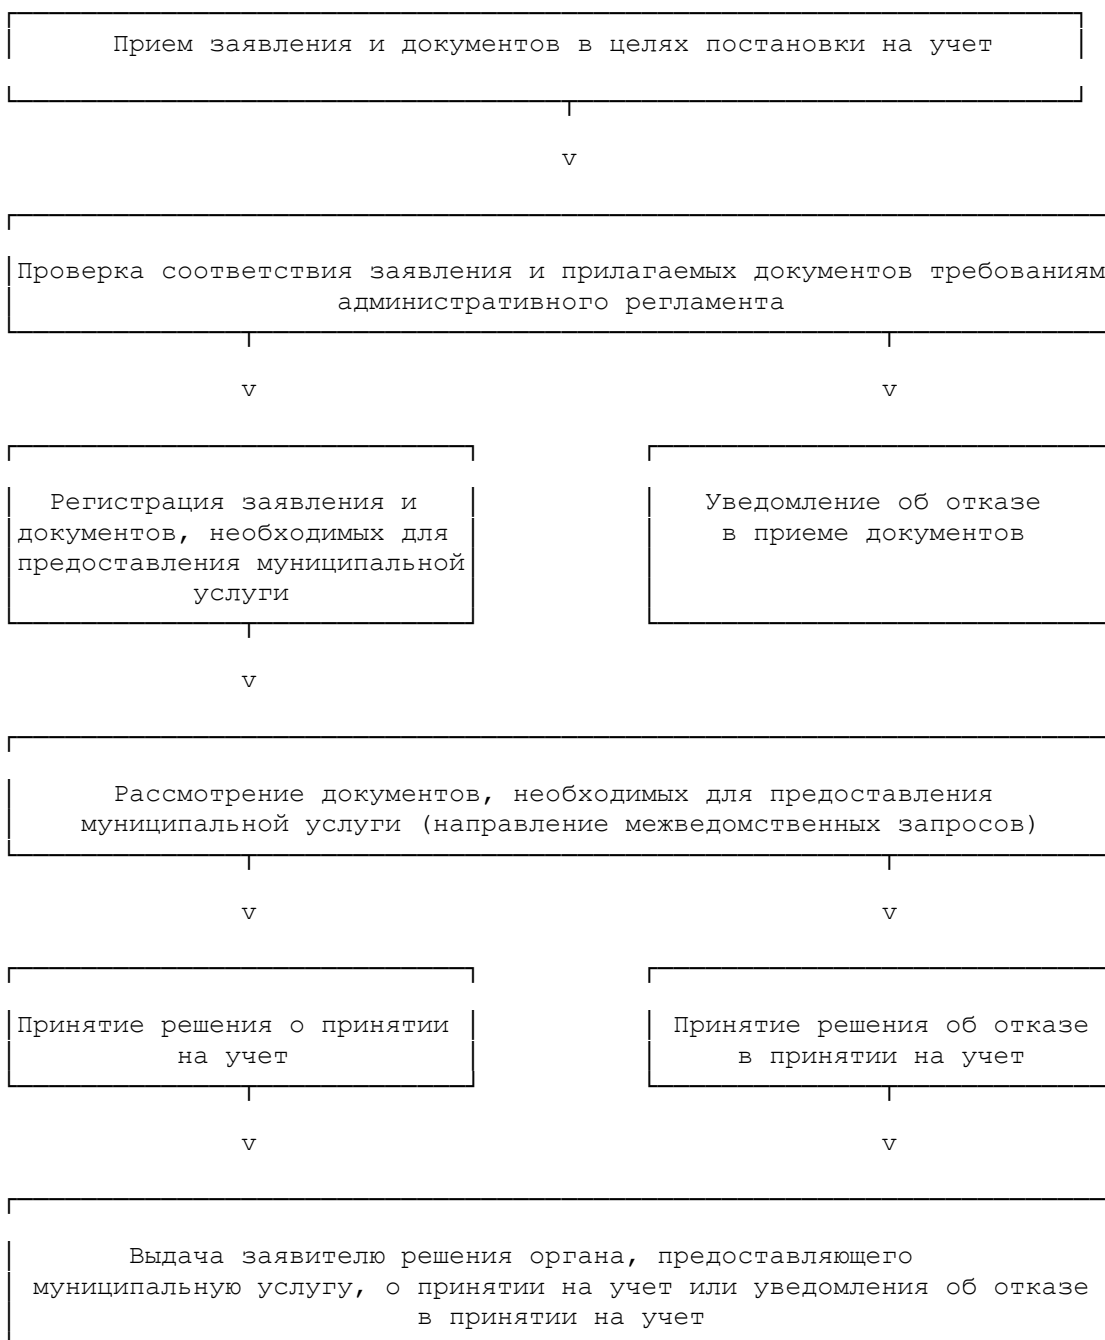 Прием заявления и документов в целях постановки на учет
v
Проверка соответствия заявления и прилагаемых документов требованиям
административного регламента
v v
Регистрация заявления и
документов, необходимых для
предоставления муниципальной
услуги
Уведомление об отказе
в приеме документов
v
Рассмотрение документов, необходимых для предоставления
муниципальной услуги (направление межведомственных запросов)
v v
Принятие решения о принятии
на учет
Принятие решения об отказе
в принятии на учет
v v
Выдача заявителю решения органа, предоставляющего
муниципальную услугу, о принятии на учет или уведомления об отказе
в принятии на учет